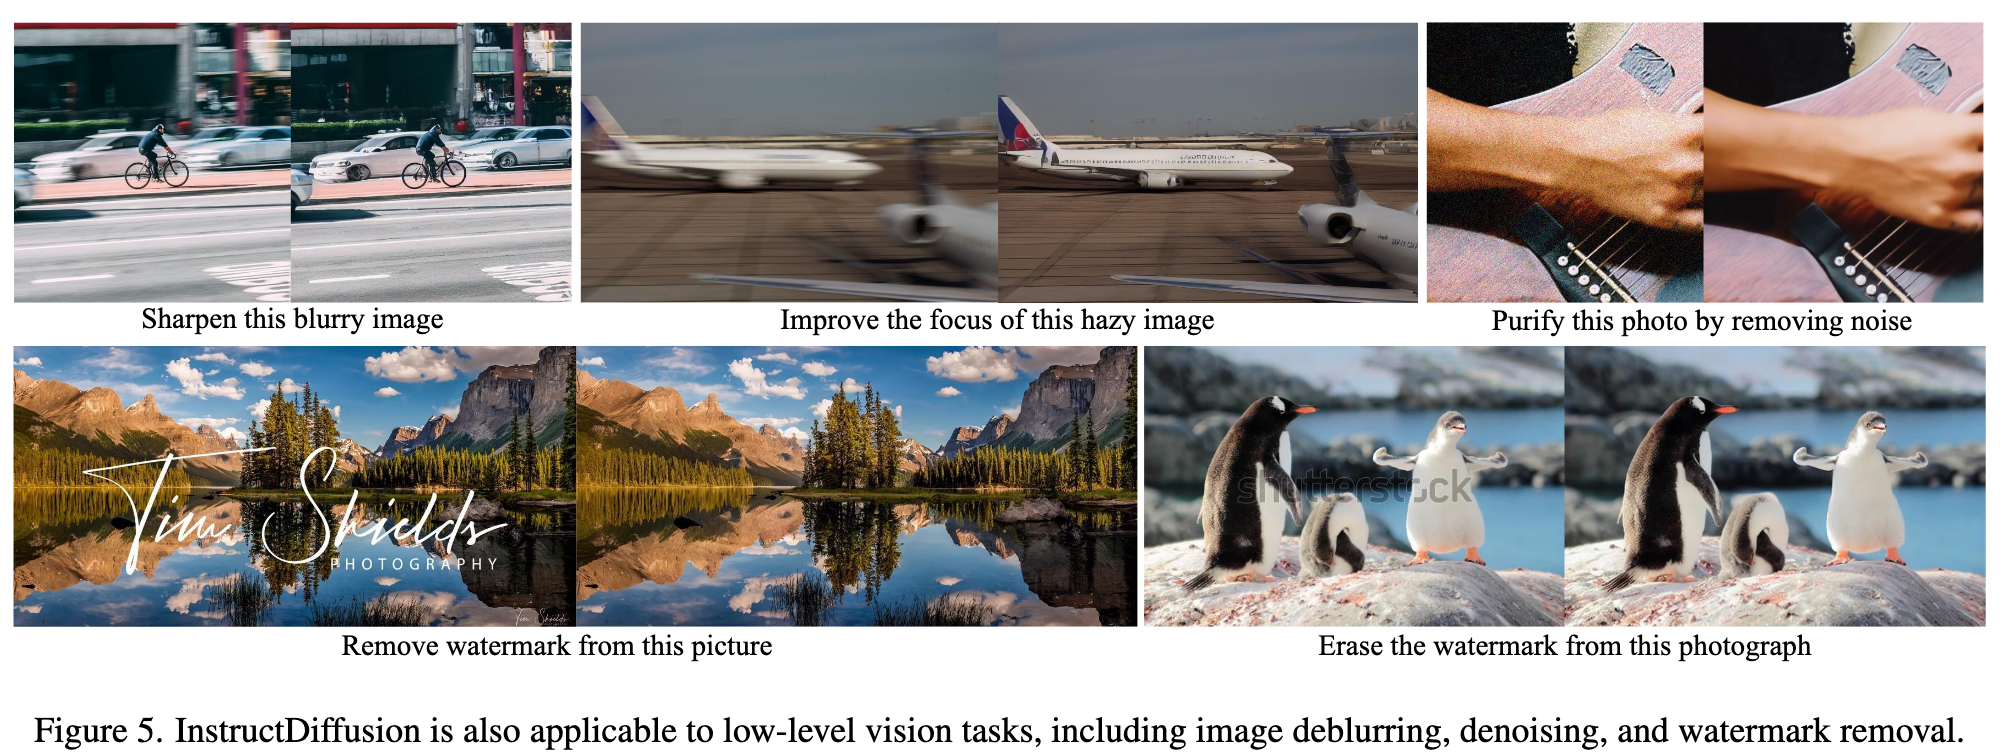 Sharpen this blurry image
Improve the focus of this hazy image
Purify this photo by removing noise
Tim Shields
PHOTOGRAPHY
Tim Shields
shutterstock
Remove watermark from this picture
Erase the watermark from this photograph
Figure 5. InstructDiffusion is also applicable to low-level vision tasks, including image deblurring, denoising, and watermark removal.